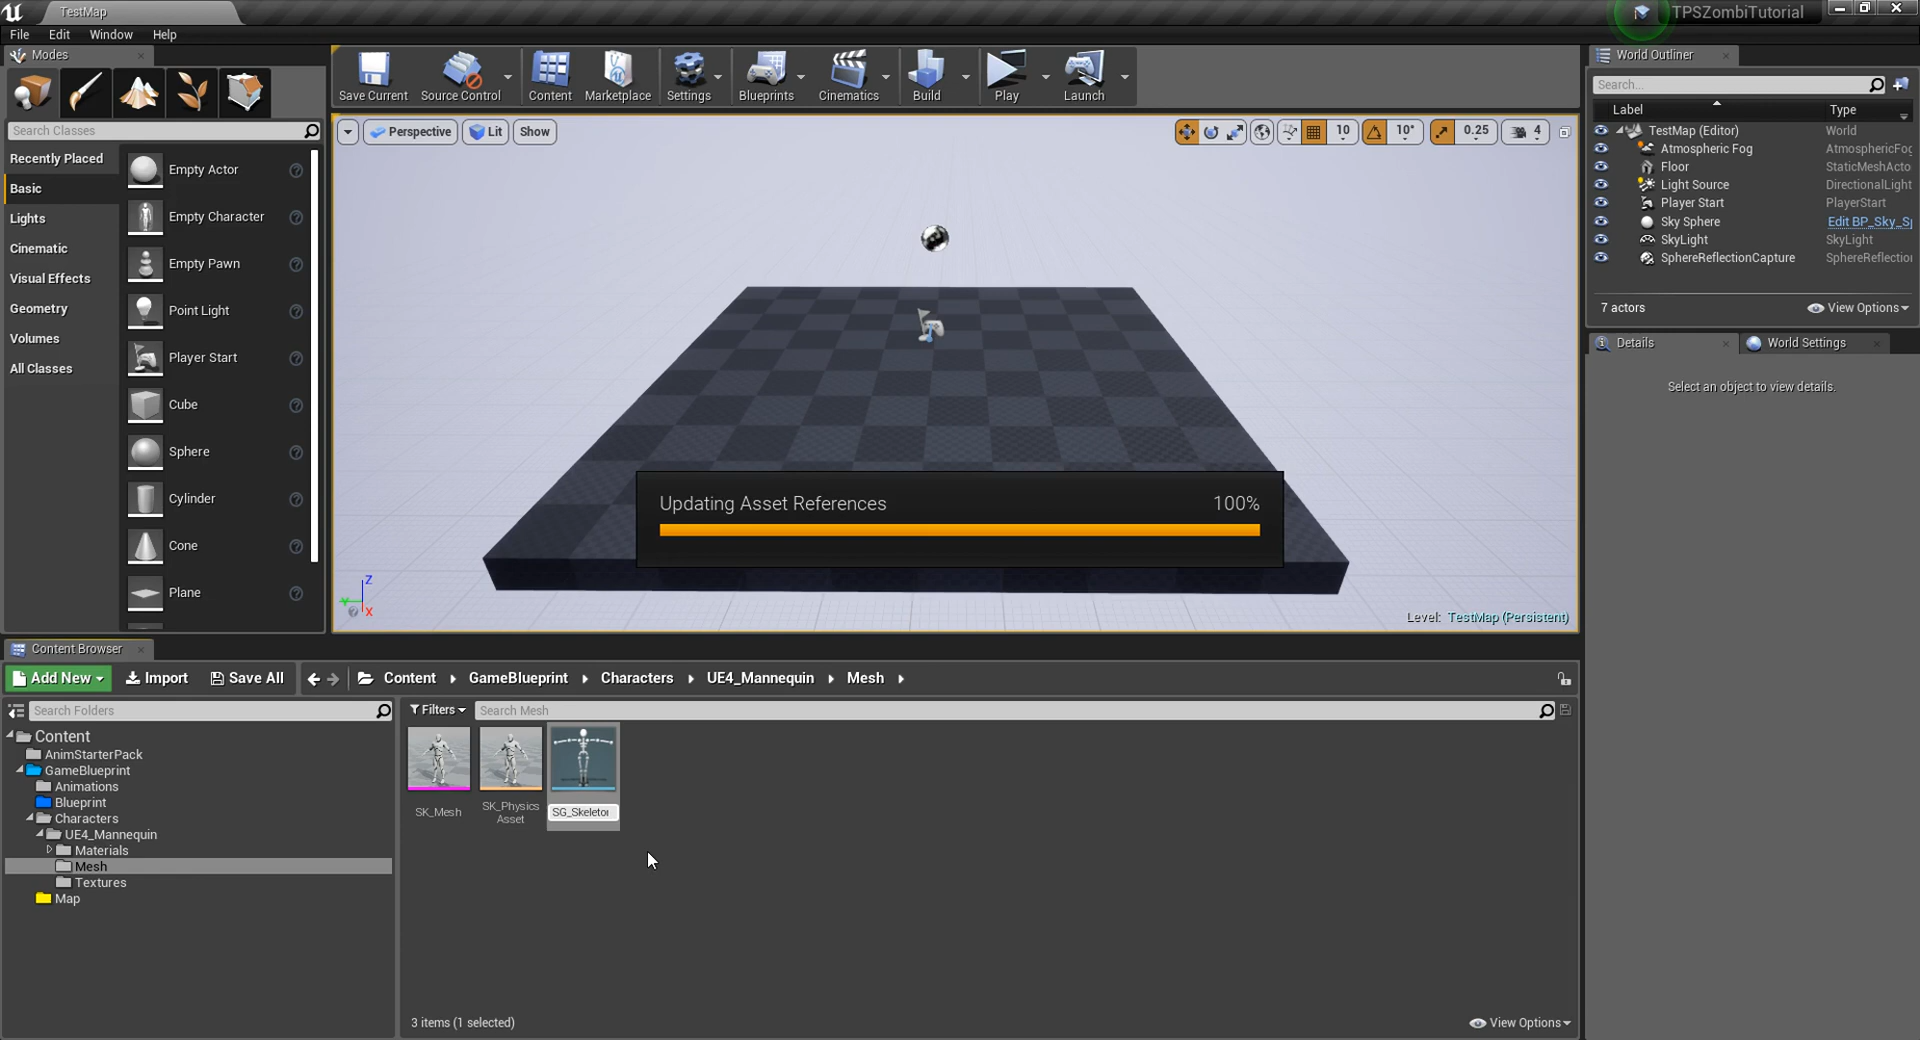 TestMap
TPSZombiTutorial
File Edit Window Help
Modes
Save Current
Source Control
Content
Marketplace
Settings
Blueprints
Cinematics
Build
Play
Launch
Search Classes
Recently Placed
Basic
Lights
Cinematic
Visual Effects
Geometry
Volumes
All Classes
Empty Actor
Empty Character
Empty Pawn
Point Light
Player Start
Cube
Sphere
Cylinder
Cone
Plane
Perspective
Lit
Show
10
10°
0.25
4
Updating Asset References 100%
Z
Y
X
Level: TestMap (Persistent)
World Outliner
Search...
Label Type
TestMap (Editor) World
Atmospheric Fog AtmosphericFog
Floor StaticMeshActo
Light Source DirectionalLight
Player Start PlayerStart
Sky Sphere Edit BP_Sky_Sp
SkyLight SkyLight
SphereReflectionCapture SphereReflection
7 actors
View Options
Details
World Settings
Select an object to view details.
Content Browser
Add New
Import
Save All
Content GameBlueprint Characters UE4_Mannequin Mesh
Search Folders
Content
AnimStarterPack
GameBlueprint
Animations
Blueprint
Characters
UE4_Mannequin
Materials
Mesh
Textures
Map
Filters
Search Mesh
SK_Mesh
SK_Physics
Asset
SG_Skeleton
3 items (1 selected)
View Options